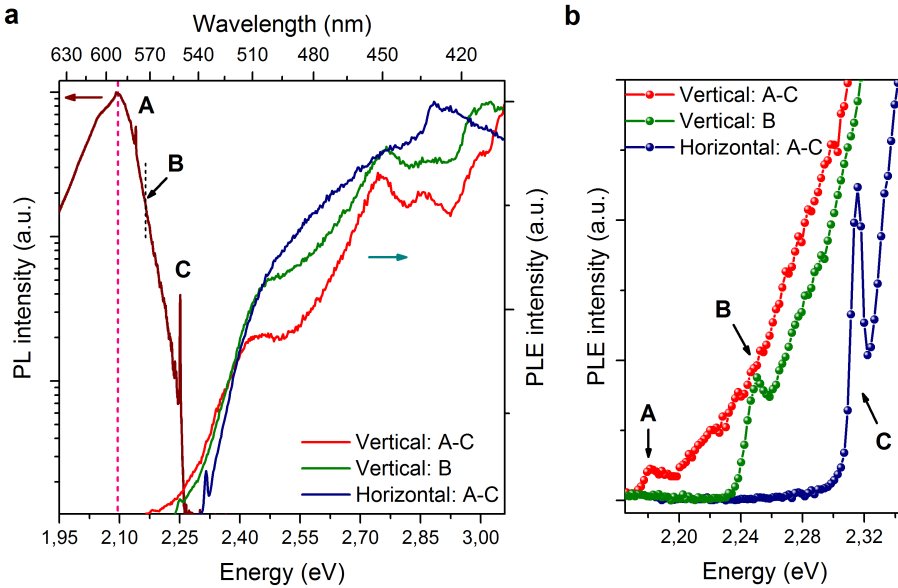 a
Wavelength (nm)
630 600 570 540 510 480 450 420
A
B
C
PL intensity (a.u.)
PLE intensity (a.u.)
Vertical: A-C
Vertical: B
Horizontal: A-C
1,95 2,10 2,25 2,40 2,55 2,70 2,85 3,00
Energy (eV)
b
Vertical: A-C
Vertical: B
Horizontal: A-C
B
A
C
PLE intensity (a.u.)
2,20 2,24 2,28 2,32
Energy (eV)